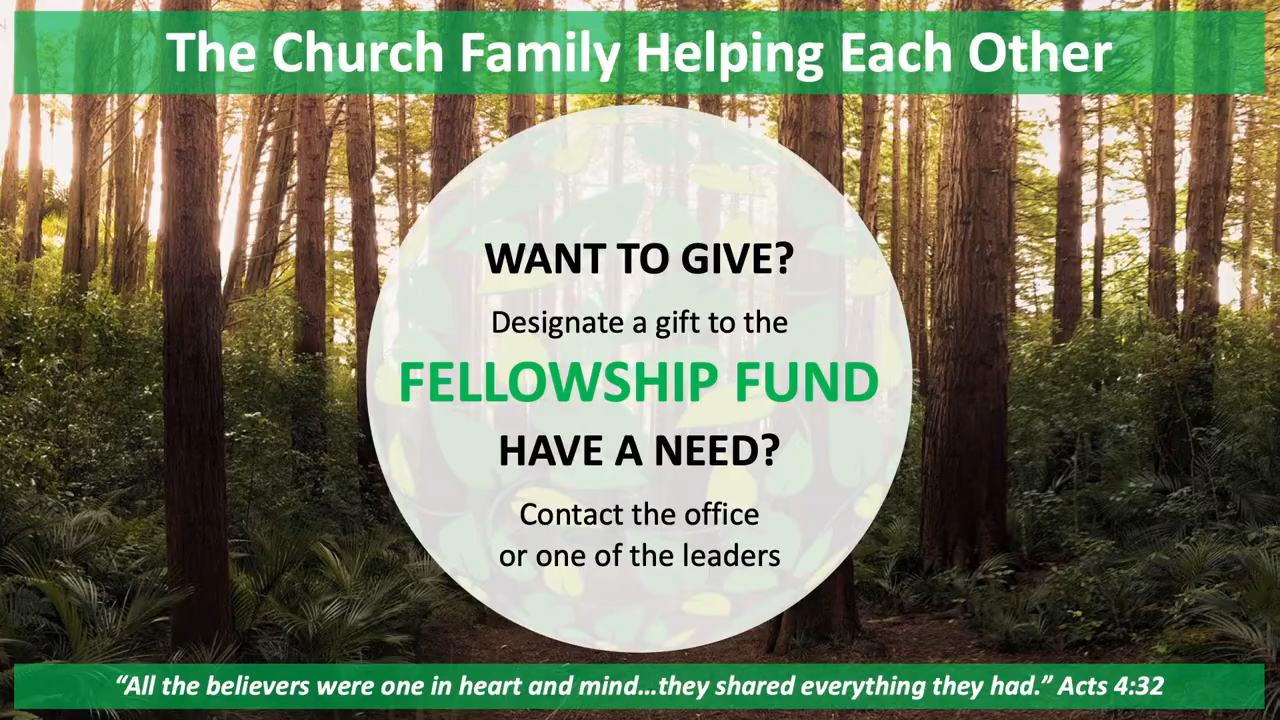 The Church Family Helping Each Other
WANT TO GIVE?
Designate a gift to the
FELLOWSHIP FUND
HAVE A NEED?
Contact the office
or one of the leaders
“All the believers were one in heart and mind…they shared everything they had.” Acts 4:32